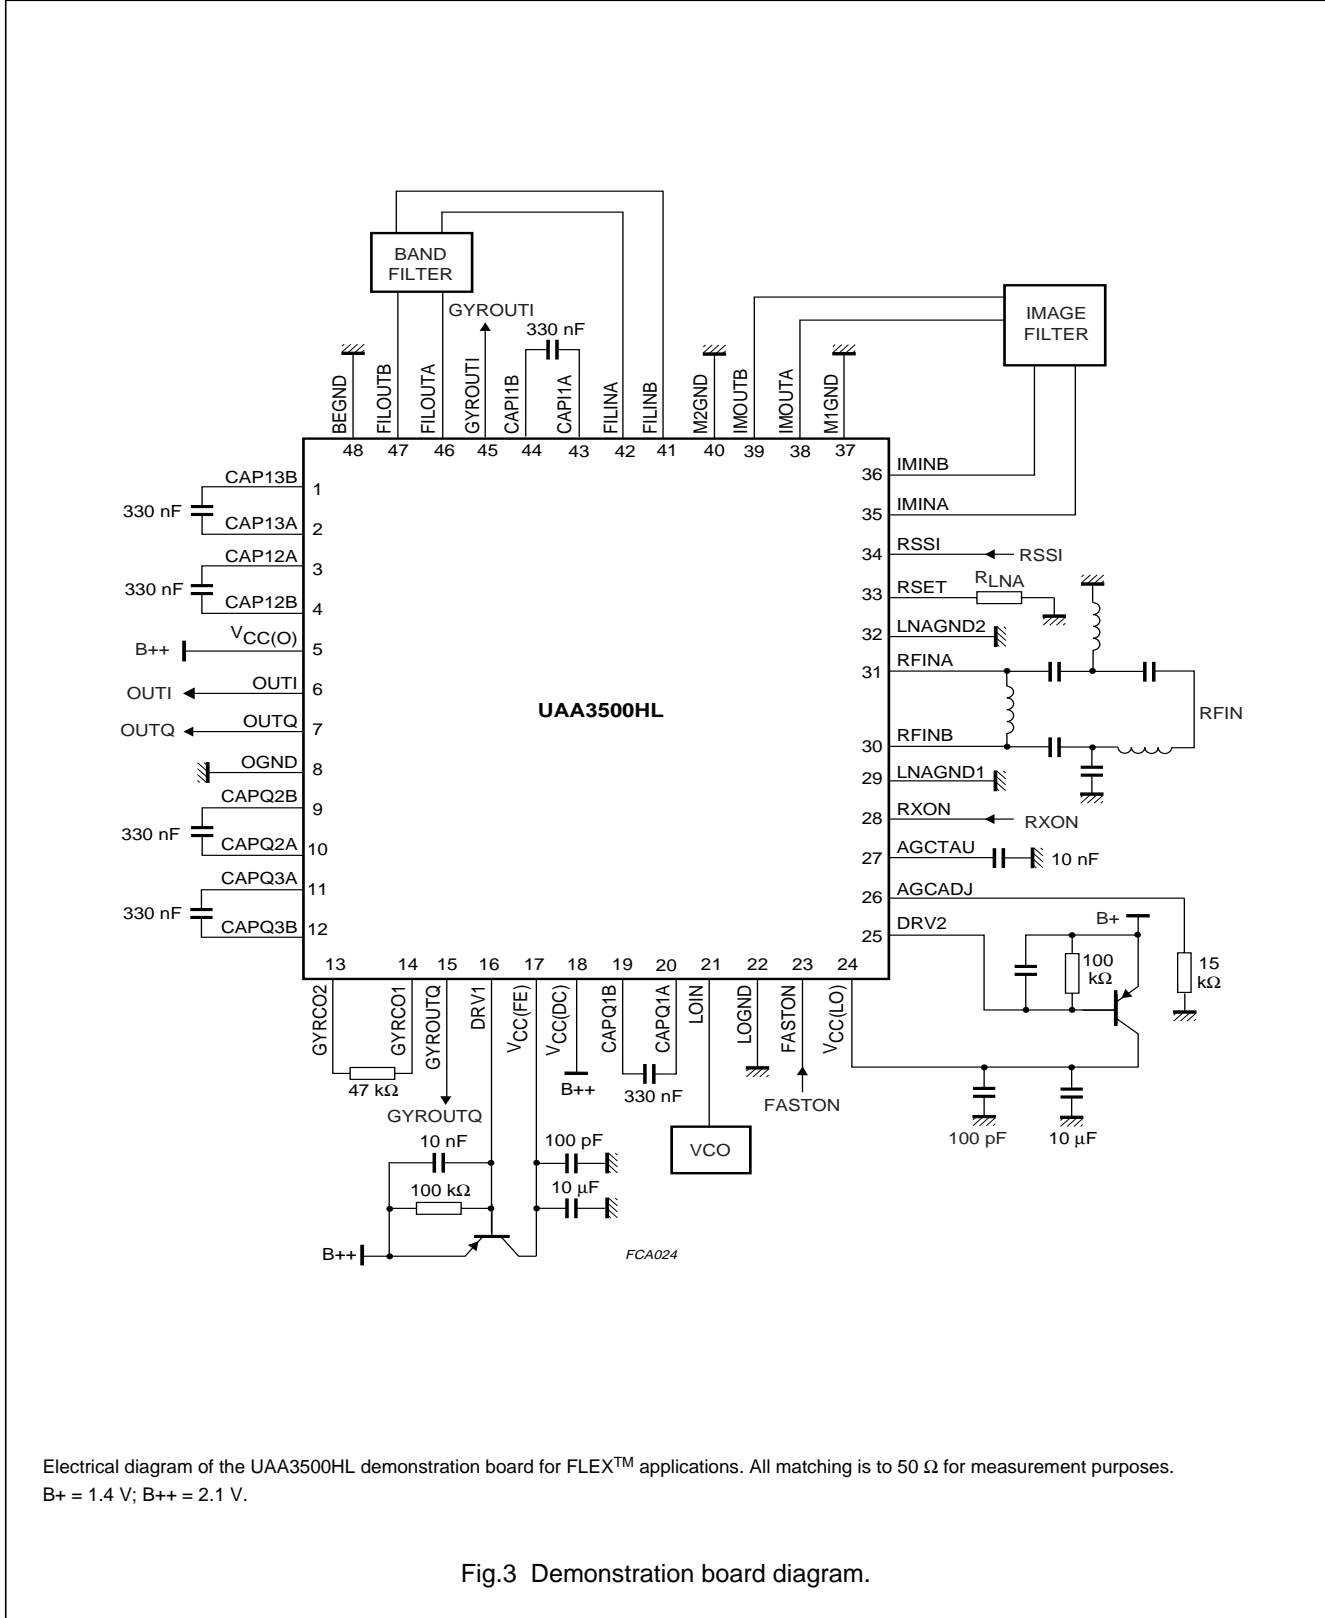 BAND
FILTER
IMAGE
FILTER
GYROUTI
330 nF
BEGND
FILOUTB
FILOUTA
GYROUTI
CAPI1B
CAPI1A
FILINA
FILINB
M2GND
IMOUTB
IMOUTA
M1GND
48 47 46 45 44 43 42 41 40 39 38 37
CAP13B 1
330 nF
CAP13A 2
CAP12A 3
330 nF
CAP12B 4
B++ VCC(O) 5
OUTI OUTI 6
OUTQ OUTQ 7
OGND 8
CAPQ2B 9
330 nF
CAPQ2A 10
CAPQ3A 11
330 nF
CAPQ3B 12
UAA3500HL
36 IMINB
35 IMINA
34 RSSI RSSI
33 RSET RLNA
32 LNAGND2
31 RFINA
RFIN
30 RFINB
29 LNAGND1
28 RXON RXON
27 AGCTAU 10 nF
26 AGCADJ
25 DRV2
B+
100
kΩ
15
kΩ
13 14 15 16 17 18 19 20 21 22 23 24
GYRCO2
GYRCO1
GYROUTQ
DRV1
VCC(FE)
VCC(DC)
CAPQ1B
CAPQ1A
LOIN
LOGND
FASTON
VCC(LO)
47 kΩ
GYROUTQ
B++
330 nF
FASTON
VCO
100 pF
10 µF
10 nF
100 kΩ
100 pF
10 µF
B++
FCA024
Electrical diagram of the UAA3500HL demonstration board for FLEX™ applications. All matching is to 50 Ω for measurement purposes.
B+ = 1.4 V; B++ = 2.1 V.
Fig.3 Demonstration board diagram.